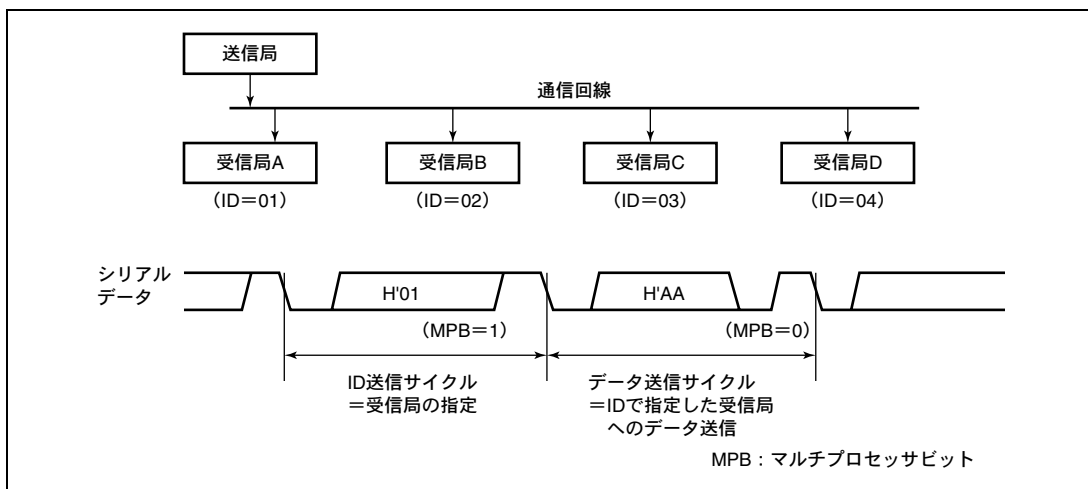 送信局
通信回線
受信局A
受信局B
受信局C
受信局D
（ID＝01）
（ID＝02）
（ID＝03）
（ID＝04）
シリアル
データ
H'01
H'AA
（MPB＝1）
（MPB＝0）
ID送信サイクル
＝受信局の指定
データ送信サイクル
＝IDで指定した受信局
へのデータ送信
MPB：マルチプロセッサビット